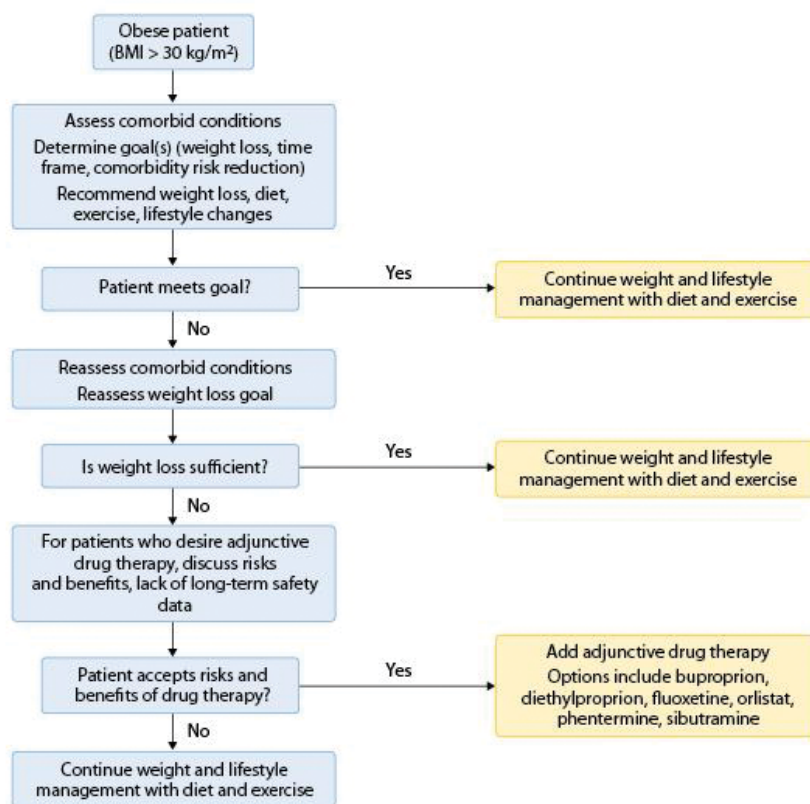 Obese patient
(BMI > 30 kg/m²)
Assess comorbid conditions
Determine goal(s) (weight loss, time
frame, comorbidity risk reduction)
Recommend weight loss, diet,
exercise, lifestyle changes
Patient meets goal?
Yes
Continue weight and lifestyle
management with diet and exercise
No
Reassess comorbid conditions
Reassess weight loss goal
Is weight loss sufficient?
Yes
Continue weight and lifestyle
management with diet and exercise
No
For patients who desire adjunctive
drug therapy, discuss risks
and benefits, lack of long-term safety
data
Patient accepts risks and
benefits of drug therapy?
Yes
Add adjunctive drug therapy
Options include buproprion,
diethylproprion, fluoxetine, orlistat,
phentermine, sibutramine
No
Continue weight and lifestyle
management with diet and exercise